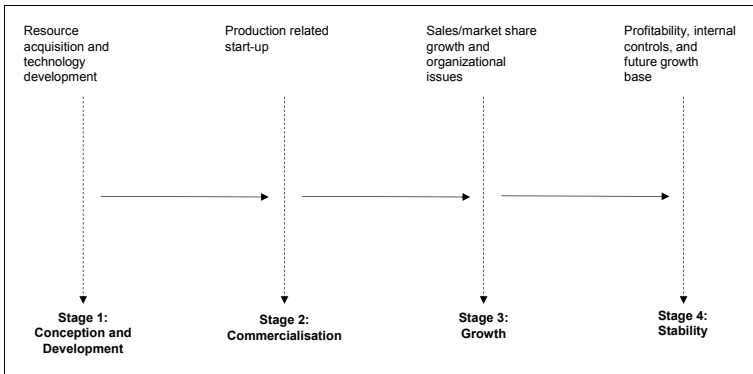 Resource
acquisition and
technology
development
Production related
start-up
Sales/market share
growth and
organizational
issues
Profitability, internal
controls, and
future growth
base
Stage 1:
Conception and
Development
Stage 2:
Commercialisation
Stage 3:
Growth
Stage 4:
Stability